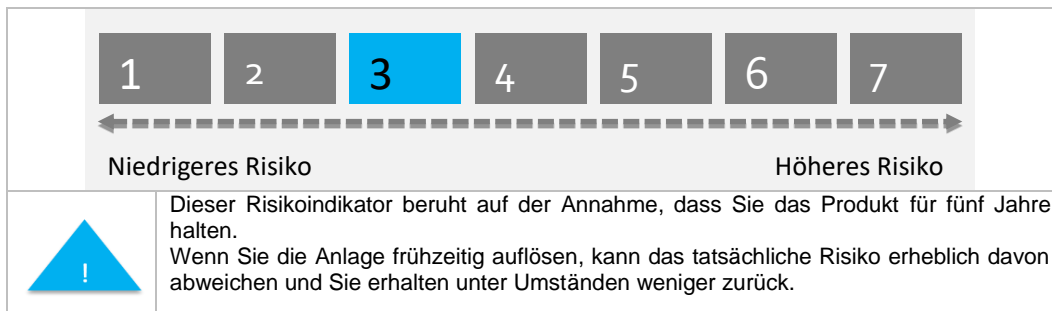 1 2 3 4 5 6 7
Niedrigeres Risiko Höheres Risiko
Dieser Risikoindikator beruht auf der Annahme, dass Sie das Produkt für fünf Jahre
halten.
Wenn Sie die Anlage frühzeitig auflösen, kann das tatsächliche Risiko erheblich davon
abweichen und Sie erhalten unter Umständen weniger zurück.
!